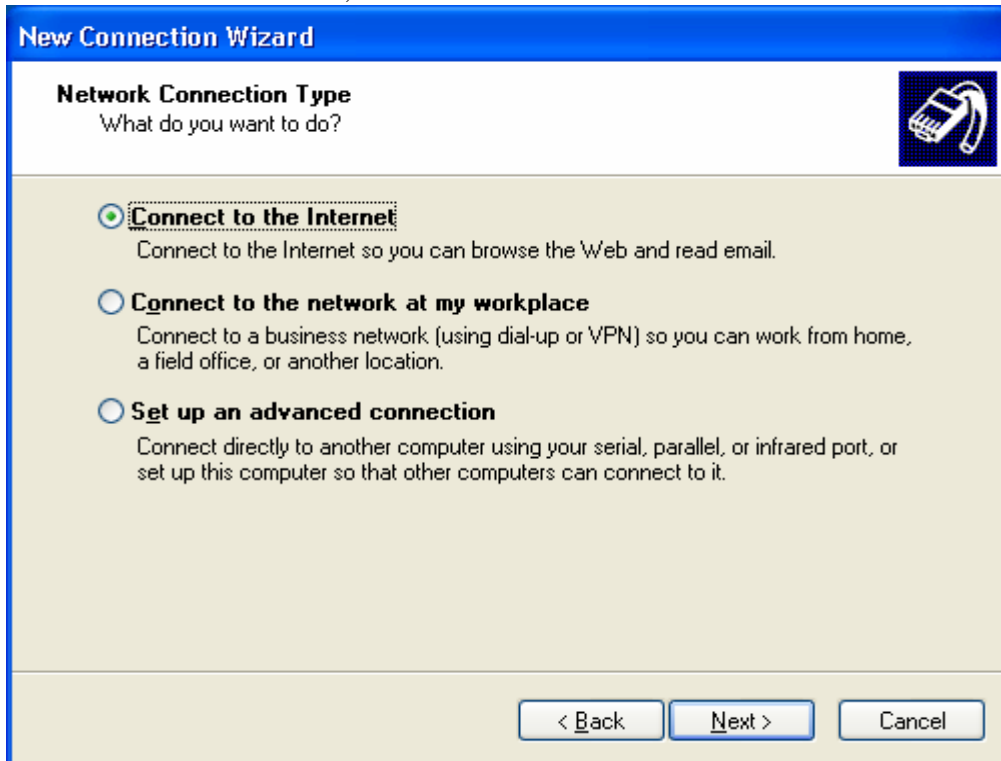 New Connection Wizard
Network Connection Type
What do you want to do?
Connect to the Internet
Connect to the Internet so you can browse the Web and read email.
Connect to the network at my workplace
Connect to a business network (using dial-up or VPN) so you can work from home,
a field office, or another location.
Set up an advanced connection
Connect directly to another computer using your serial, parallel, or infrared port, or
set up this computer so that other computers can connect to it.
< Back Next > Cancel